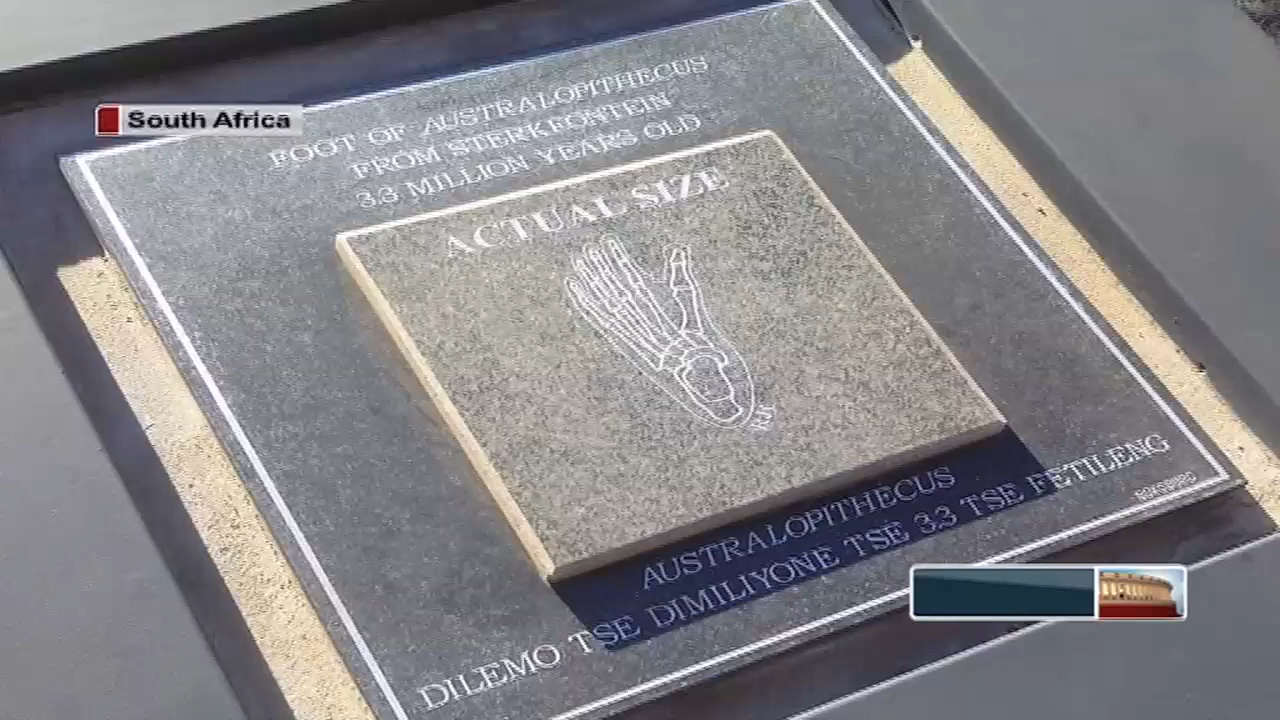 South Africa
FOOT OF AUSTRALOPITHECUS
FROM STERKFONTEIN
3.3 MILLION YEARS OLD
ACTUAL SIZE
AUSTRALOPITHECUS
DILEMO TSE DIMILIYONE TSE 3.3 TSE FETILENG